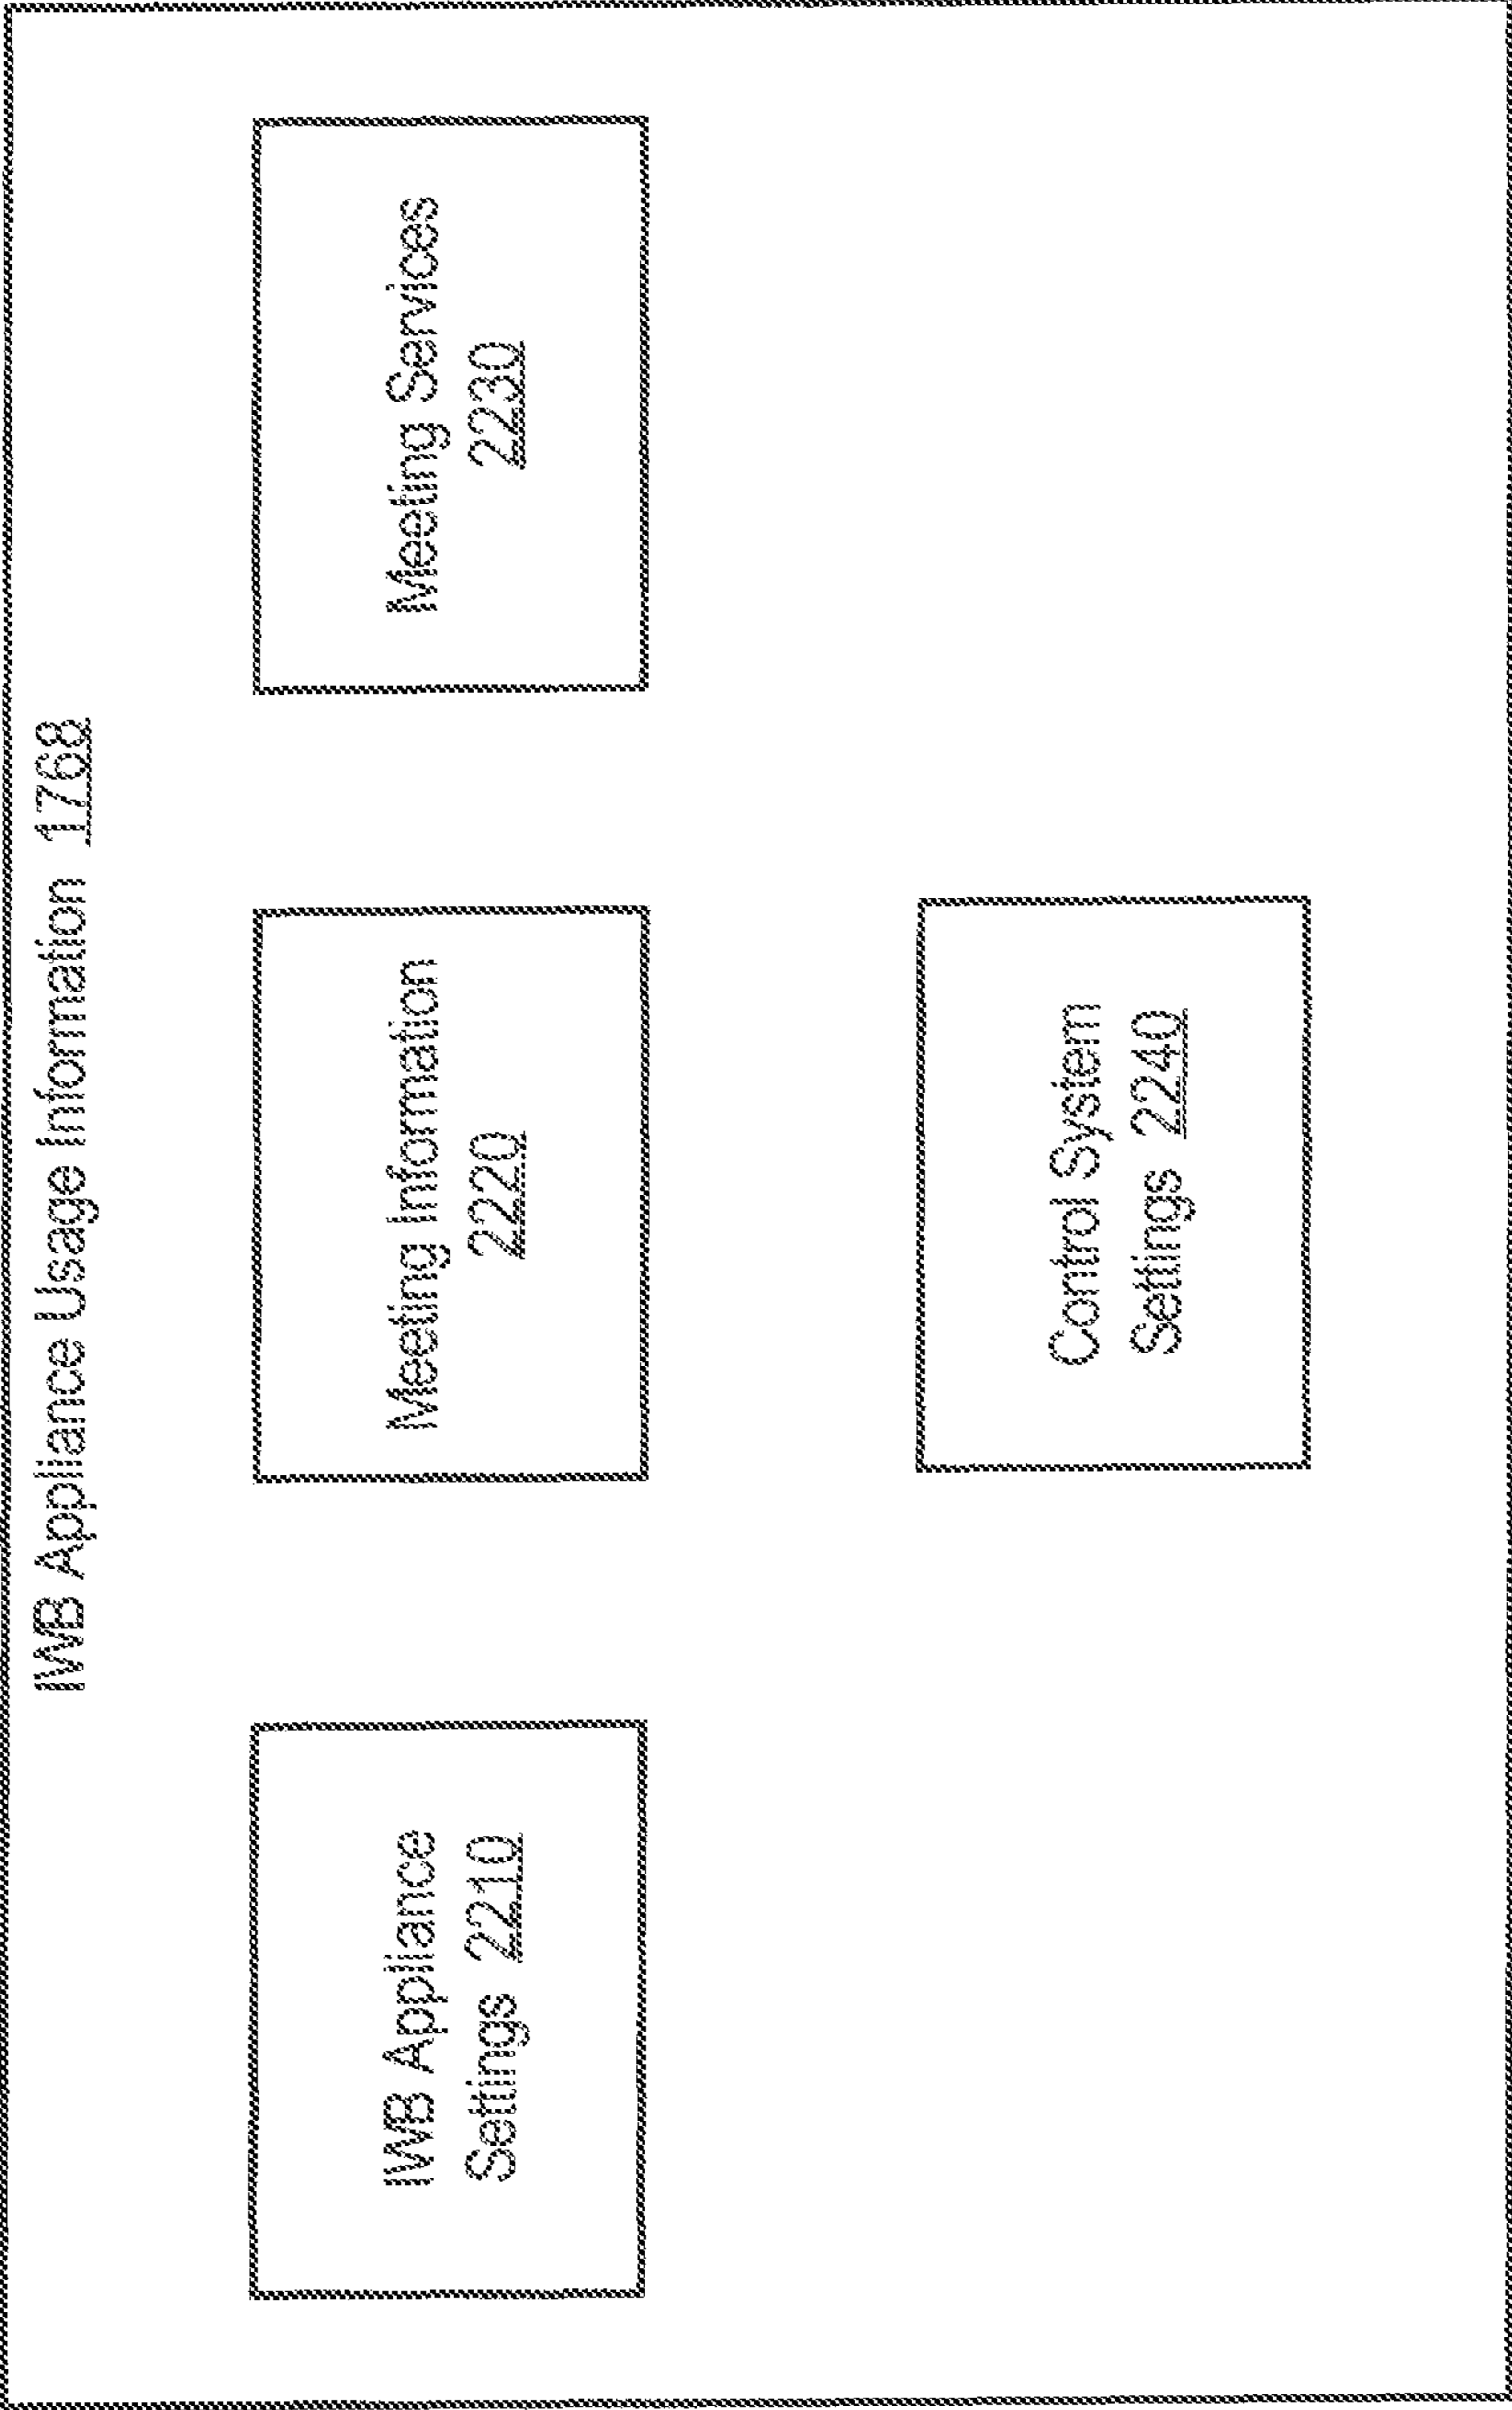 IWB Appliance Usage Information 1768
IWB Appliance
Settings 2210
Meeting Information
2220
Meeting Services
2230
Control System
Settings 2240